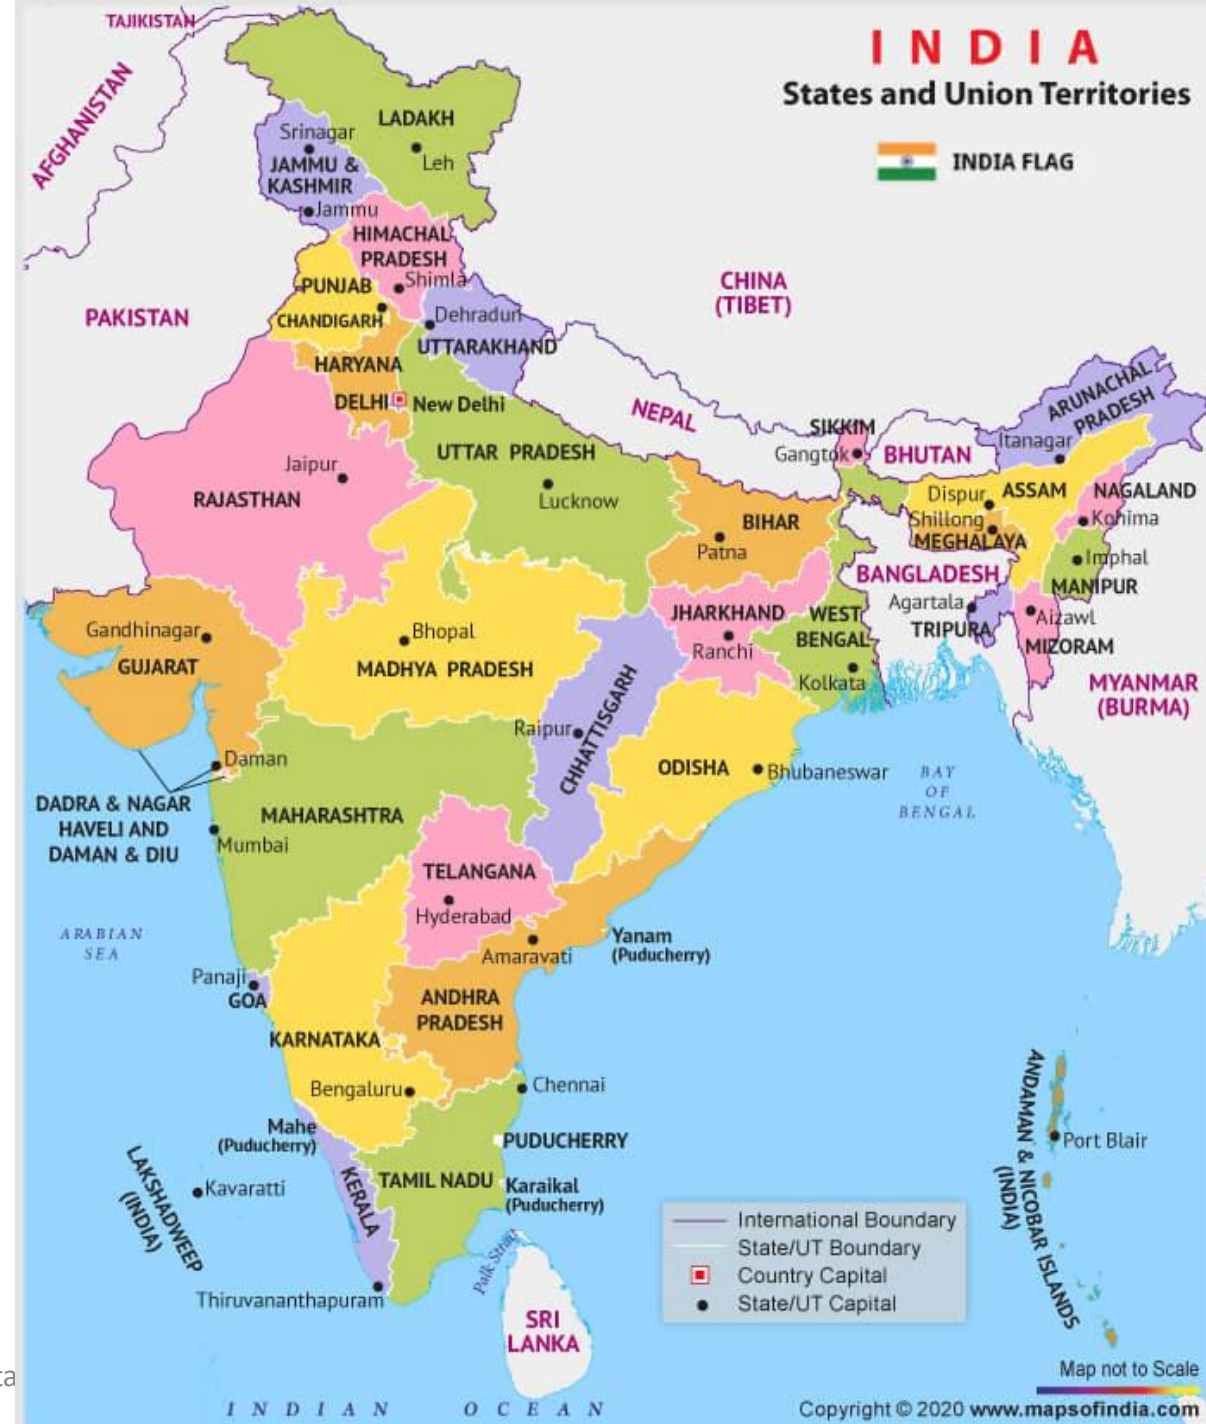 INDIA
States and Union Territories
INDIA FLAG
TAJIKISTAN
AFGHANISTAN
PAKISTAN
CHINA
(TIBET)
NEPAL
BHUTAN
BANGLADESH
MYANMAR
(BURMA)
SRI
LANKA
LADAKH
Leh
Srinagar
JAMMU &
KASHMIR
Jammu
HIMACHAL
PRADESH
Shimla
PUNJAB
CHANDIGARH
Dehradun
UTTARAKHAND
HARYANA
DELHI
New Delhi
UTTAR PRADESH
Lucknow
Jaipur
RAJASTHAN
BIHAR
Patna
SIKKIM
Gangtok
ARUNACHAL
PRADESH
Itanagar
Dispur
ASSAM
NAGALAND
Kohima
Shillong
MEGHALAYA
Imphal
MANIPUR
Agartala
TRIPURA
Aizawl
MIZORAM
JHARKHAND
Ranchi
WEST
BENGAL
Kolkata
Gandhinagar
GUJARAT
Bhopal
MADHYA PRADESH
Raipur
CHHATTISGARH
ODISHA
Bhubaneswar
BAY
OF
BENGAL
Daman
DADRA & NAGAR
HAVELI AND
DAMAN & DIU
MAHARASHTRA
Mumbai
TELANGANA
Hyderabad
ARABIAN
SEA
Amaravati
Yanam
(Puducherry)
Panaji
GOA
ANDHRA
PRADESH
KARNATAKA
Bengaluru
Chennai
Mahe
(Puducherry)
PUDUCHERRY
TAMIL NADU
Karaikal
(Puducherry)
KERALA
LAKSHADWEEP
(INDIA)
Kavaratti
Thiruvananthapuram
Palk Strait
ANDAMAN & NICOBAR ISLANDS
(INDIA)
Port Blair
International Boundary
State/UT Boundary
Country Capital
State/UT Capital
INDIAN OCEAN
Map not to Scale
Copyright © 2020 www.mapsofindia.com